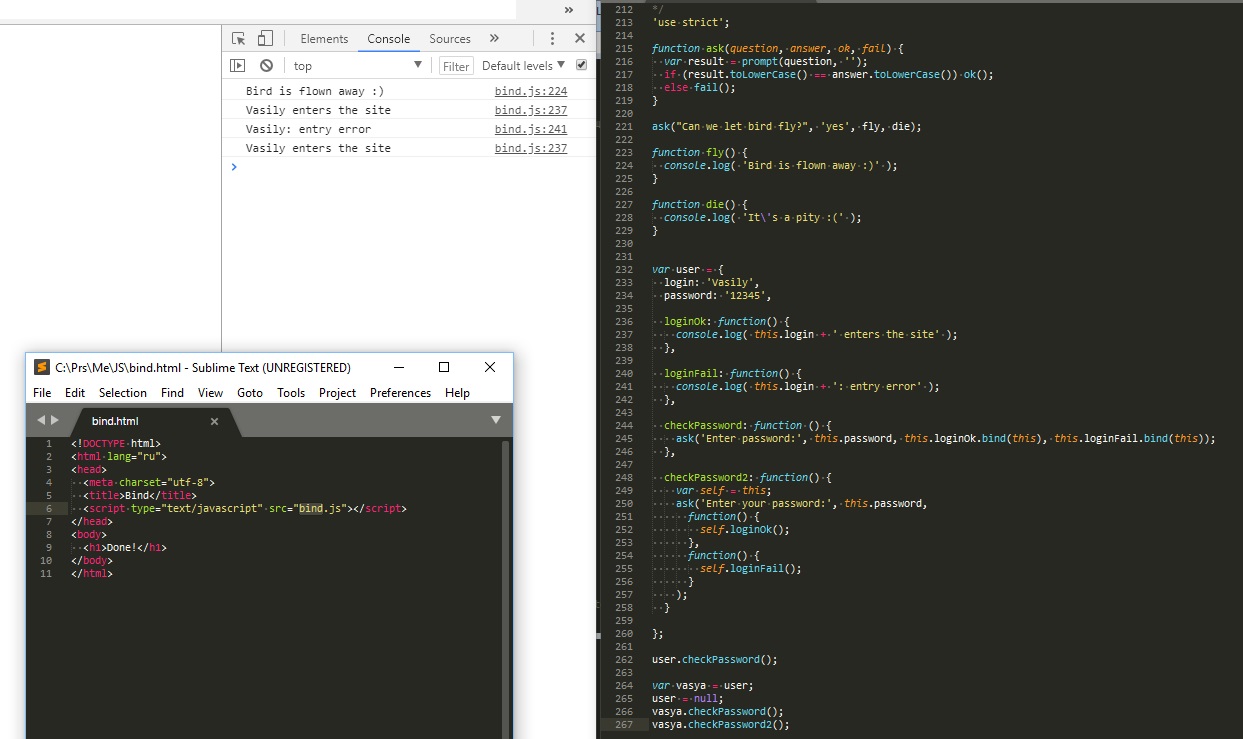 »
Elements Console Sources »
top Filter Default levels
Bird is flown away :) bind.js:224
Vasily enters the site bind.js:237
Vasily: entry error bind.js:241
Vasily enters the site bind.js:237
>
C:\Prs\Me\JS\bind.html - Sublime Text (UNREGISTERED)
File Edit Selection Find View Goto Tools Project Preferences Help
bind.html
1 <!DOCTYPE html>
2 <html lang="ru">
3 <head>
4 <meta charset="utf-8">
5 <title>Bind</title>
6 <script type="text/javascript" src="bind.js"></script>
7 </head>
8 <body>
9 <h1>Done!</h1>
10 </body>
11 </html>
212 */
213 'use strict';
214
215 function ask(question, answer, ok, fail) {
216 var result = prompt(question, '');
217 if (result.toLowerCase() == answer.toLowerCase()) ok();
218 else fail();
219 }
220
221 ask("Can we let bird fly?", 'yes', fly, die);
222
223 function fly() {
224 console.log( 'Bird is flown away :)' );
225 }
226
227 function die() {
228 console.log( 'It\'s a pity :(' );
229 }
230
231
232 var user = {
233 login: 'Vasily',
234 password: '12345',
235
236 loginOk: function() {
237 console.log( this.login + ' enters the site' );
238 },
239
240 loginFail: function() {
241 console.log( this.login + ': entry error' );
242 },
243
244 checkPassword: function () {
245 ask('Enter password:', this.password, this.loginOk.bind(this), this.loginFail.bind(this));
246 },
247
248 checkPassword2: function() {
249 var self = this;
250 ask('Enter your password:', this.password,
251 function() {
252 self.loginOk();
253 },
254 function() {
255 self.loginFail();
256 }
257 );
258 }
259
260 };
261
262 user.checkPassword();
263
264 var vasya = user;
265 user = null;
266 vasya.checkPassword();
267 vasya.checkPassword2();